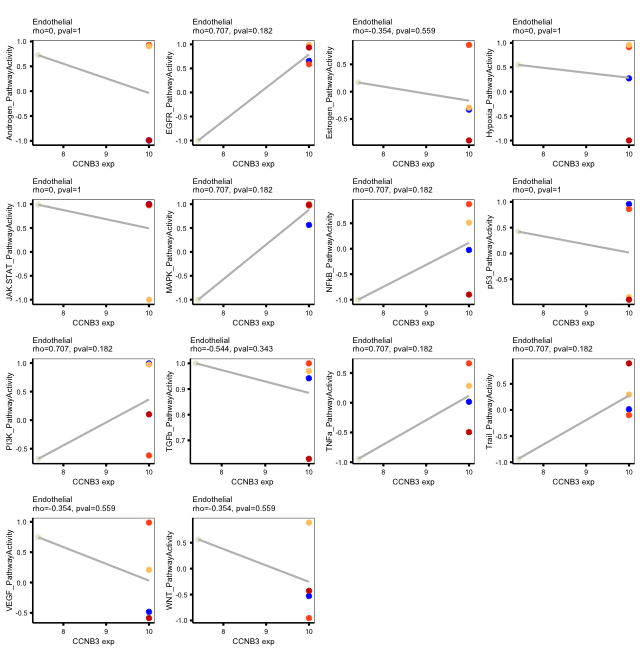 Endothelial
rho=0, pval=1
Androgen_PathwayActivity
1.0
0.5
0.0
-0.5
-1.0
8
9
10
CCNB3 exp
Endothelial
rho=0.707, pval=0.182
EGFR_PathwayActivity
1.0
0.5
0.0
-0.5
-1.0
8
9
10
CCNB3 exp
Endothelial
rho=-0.354, pval=0.559
Estrogen_PathwayActivity
0.5
0.0
-0.5
8
9
10
CCNB3 exp
Endothelial
rho=0, pval=1
Hypoxia_PathwayActivity
1.0
0.5
0.0
-0.5
-1.0
8
9
10
CCNB3 exp
Endothelial
rho=0, pval=1
JAK.STAT_PathwayActivity
1.0
0.5
0.0
-0.5
-1.0
8
9
10
CCNB3 exp
Endothelial
rho=0.707, pval=0.182
MAPK_PathwayActivity
1.0
0.5
0.0
-0.5
-1.0
8
9
10
CCNB3 exp
Endothelial
rho=0.707, pval=0.182
NFkB_PathwayActivity
0.5
0.0
-0.5
-1.0
8
9
10
CCNB3 exp
Endothelial
rho=0, pval=1
p53_PathwayActivity
0.5
0.0
-0.5
8
9
10
CCNB3 exp
Endothelial
rho=0.707, pval=0.182
PI3K_PathwayActivity
1.0
0.5
0.0
-0.5
8
9
10
CCNB3 exp
Endothelial
rho=-0.544, pval=0.343
TGFb_PathwayActivity
1.0
0.9
0.8
0.7
8
9
10
CCNB3 exp
Endothelial
rho=0.707, pval=0.182
TNFa_PathwayActivity
0.5
0.0
-0.5
-1.0
8
9
10
CCNB3 exp
Endothelial
rho=0.707, pval=0.182
Trail_PathwayActivity
0.5
0.0
-0.5
-1.0
8
9
10
CCNB3 exp
Endothelial
rho=-0.354, pval=0.559
VEGF_PathwayActivity
1.0
0.5
0.0
-0.5
8
9
10
CCNB3 exp
Endothelial
rho=-0.354, pval=0.559
WNT_PathwayActivity
0.5
0.0
-0.5
-1.0
8
9
10
CCNB3 exp